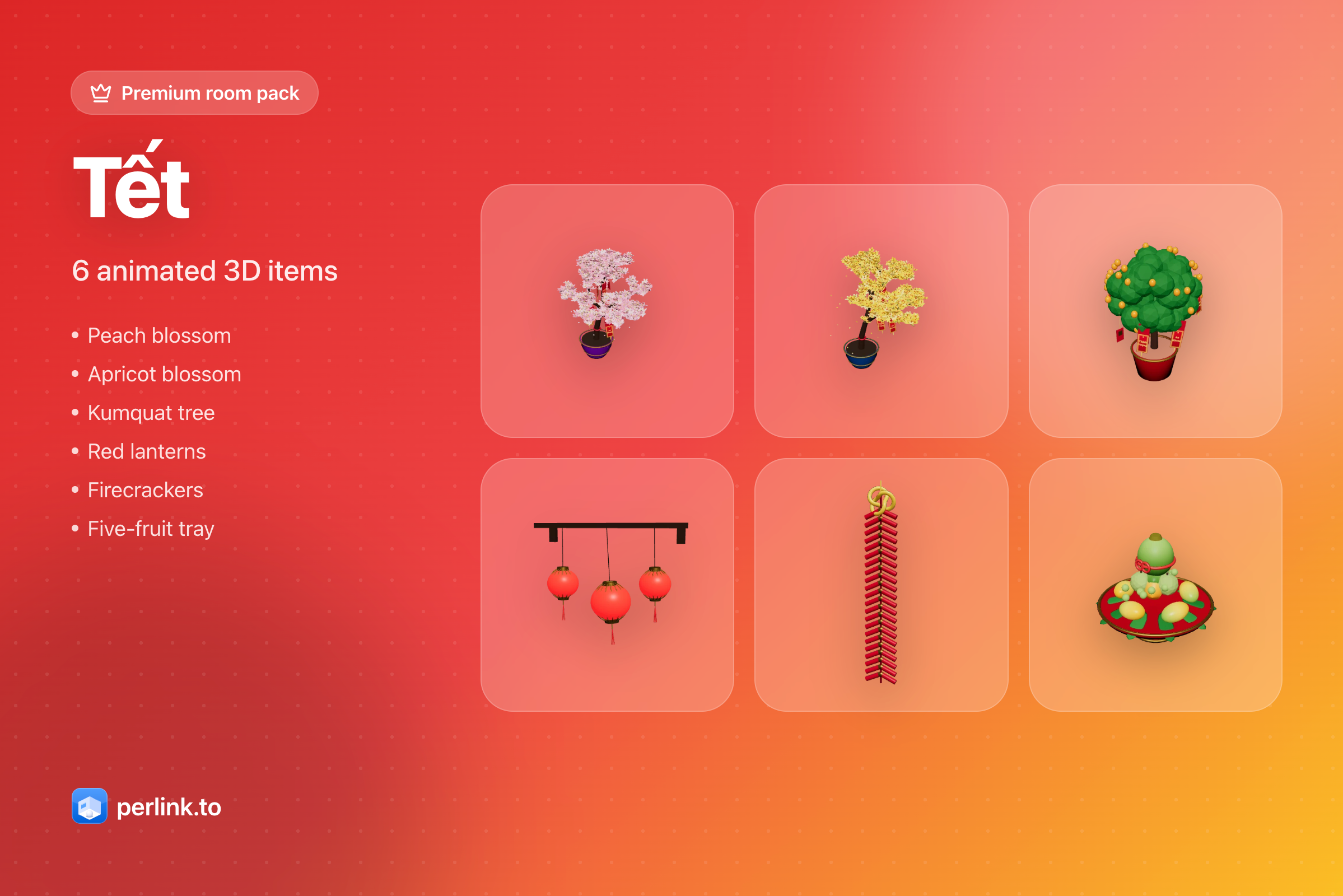 Premium room pack
Tết
6 animated 3D items
• Peach blossom
• Apricot blossom
• Kumquat tree
• Red lanterns
• Firecrackers
• Five-fruit tray
perlink.to